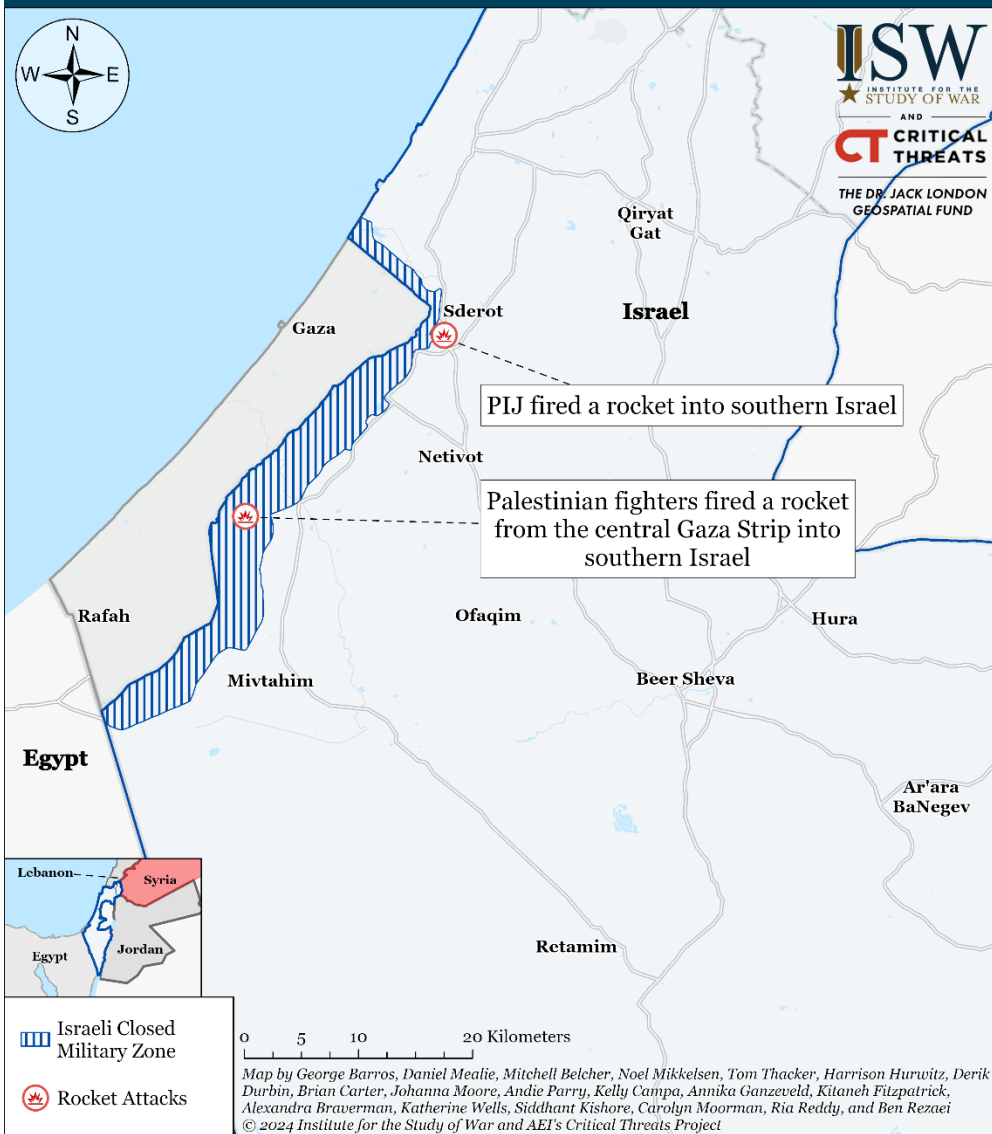 N
W
E
S
ISW
INSTITUTE FOR THE
STUDY OF WAR
AND
CT CRITICAL
THREATS
THE DR. JACK LONDON
GEOSPATIAL FUND
Qiryat
Gat
Sderot
Israel
Gaza
PIJ fired a rocket into southern Israel
Netivot
Palestinian fighters fired a rocket
from the central Gaza Strip into
southern Israel
Rafah
Ofaqim
Hura
Mivtahim
Beer Sheva
Egypt
Ar'ara
BaNegev
Lebanon
Syria
Egypt
Jordan
Retamim
Israeli Closed
Military Zone
Rocket Attacks
0 5 10 20 Kilometers
Map by George Barros, Daniel Mealie, Mitchell Belcher, Noel Mikkelsen, Tom Thacker, Harrison Hurwitz, Derik
Durbin, Brian Carter, Johanna Moore, Andie Parry, Kelly Campa, Annika Ganzeveld, Kitaneh Fitzpatrick,
Alexandra Braverman, Katherine Wells, Siddhant Kishore, Carolyn Moorman, Ria Reddy, and Ben Rezaei
© 2024 Institute for the Study of War and AEI's Critical Threats Project